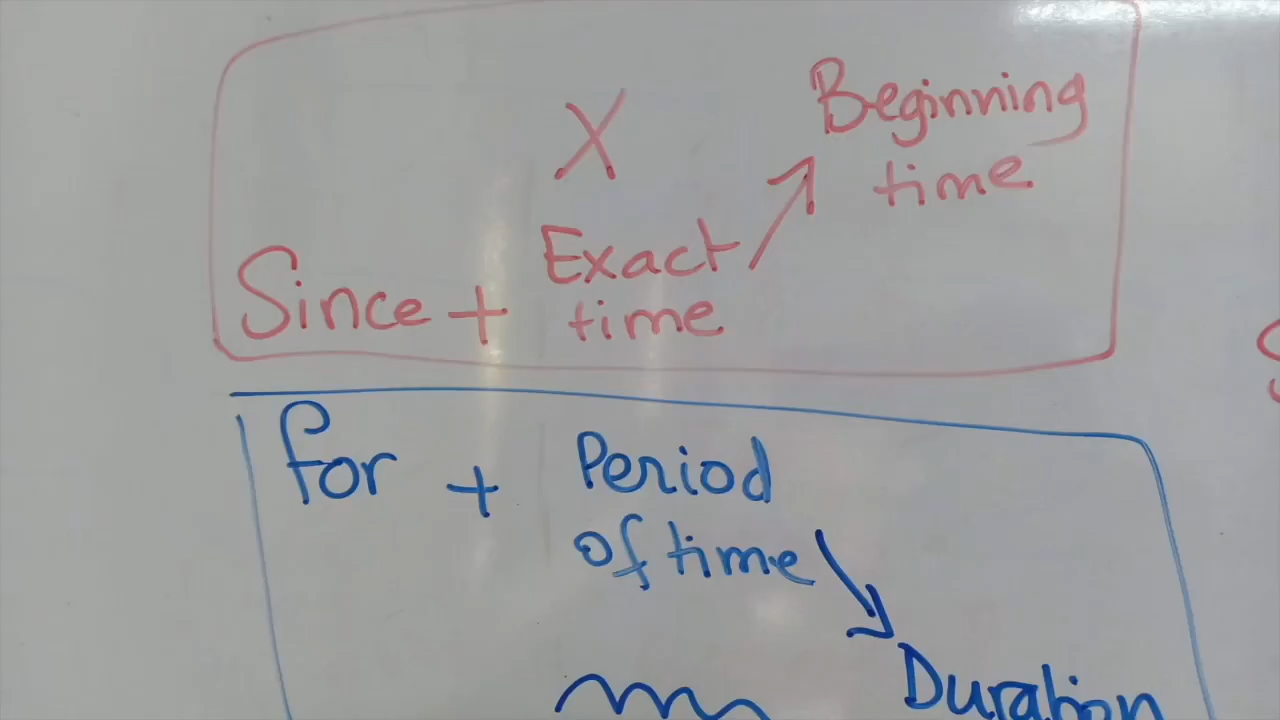 X
Beginning
time
Exact
Since + time
for + Period
of time
Duration